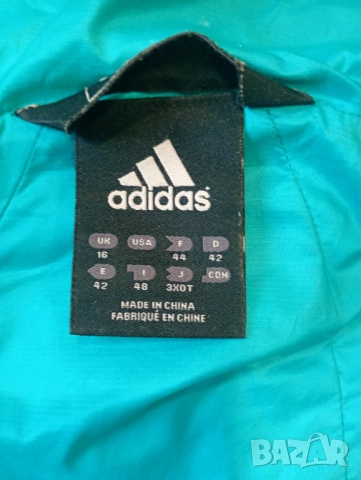 adidas
UK USA F D
16 44 42
E I J CDN
42 48 3XOT
MADE IN CHINA
FABRIQUÉ EN CHINE
BAZAR